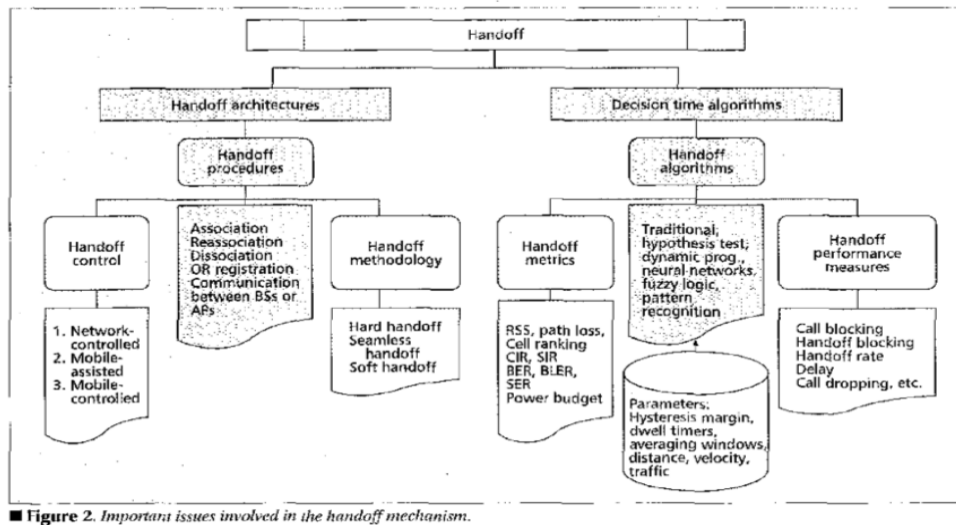 Handoff
Handoff architectures
Decision time algorithms
Handoff
procedures
Handoff
algorithms
Handoff
control
Association
Reassociation
Dissociation
OR registration
Communication
between BSs or
APs
Handoff
methodology
Handoff
metrics
Traditional,
hypothesis test,
dynamic prog.,
neural networks,
fuzzy logic,
pattern
recognition
Handoff
performance
measures
1. Network-
controlled
2. Mobile-
assisted
3. Mobile-
controlled
Hard handoff
Seamless
handoff
Soft handoff
RSS, path loss,
Cell ranking
CIR, SIR
BER, BLER,
SER
Power budget
Parameters:
Hysteresis margin,
dwell timers,
averaging windows,
distance, velocity,
traffic
Call blocking
Handoff blocking
Handoff rate
Delay
Call dropping, etc.
■ Figure 2. Important issues involved in the handoff mechanism.